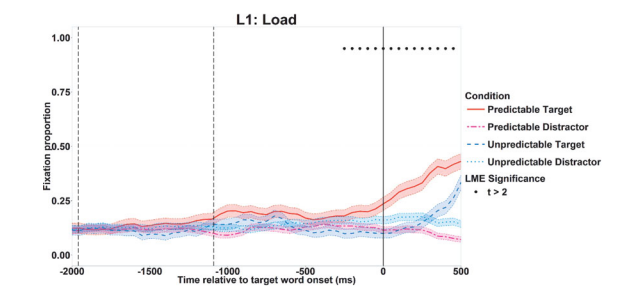 L1: Load
1.00
0.75
0.50
0.25
0.00
Fixation proportion
-2000
-1500
-1000
-500
0
500
Time relative to target word onset (ms)
Condition
Predictable Target
Predictable Distractor
Unpredictable Target
Unpredictable Distractor
LME Significance
t > 2